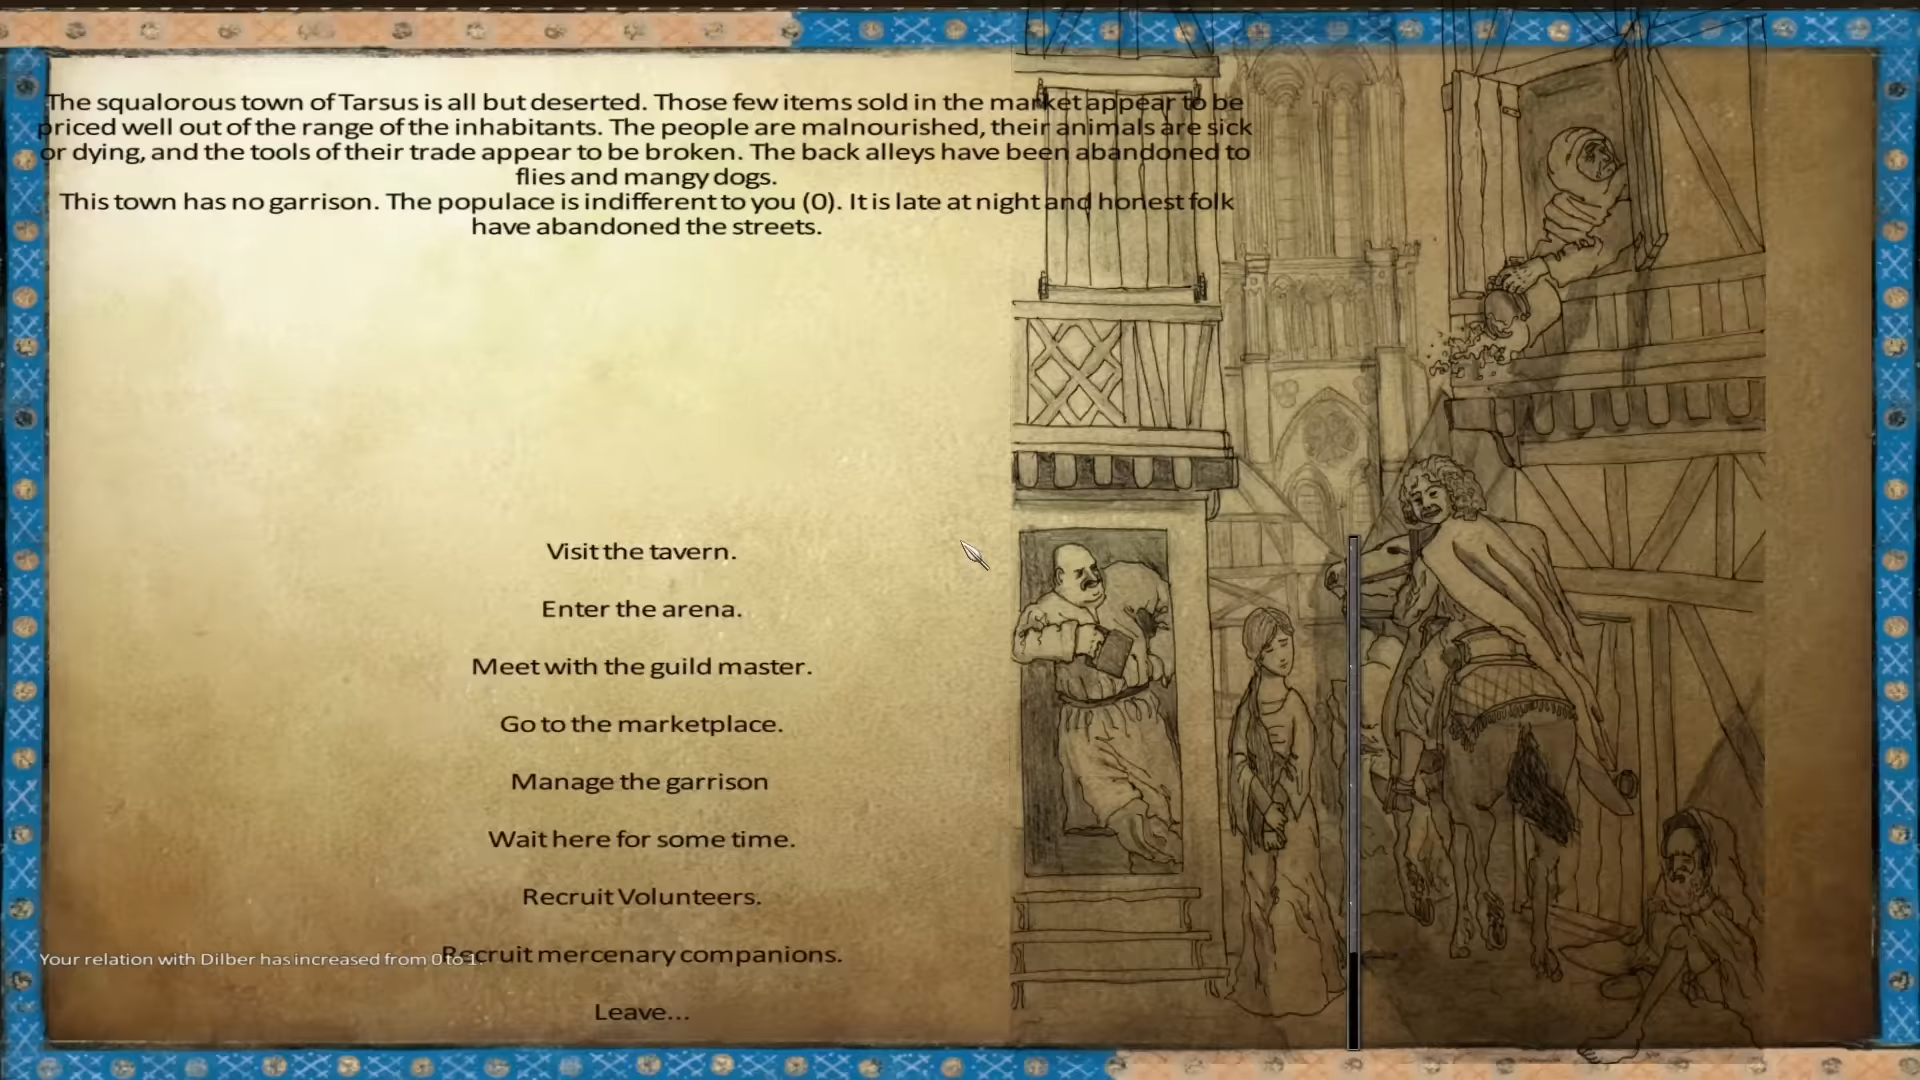 The squalorous town of Tarsus is all but deserted. Those few items sold in the market appear to be
priced well out of the range of the inhabitants. The people are malnourished, their animals are sick
or dying, and the tools of their trade appear to be broken. The back alleys have been abandoned to
flies and mangy dogs.
This town has no garrison. The populace is indifferent to you (0). It is late at night and honest folk
have abandoned the streets.
Visit the tavern.
Enter the arena.
Meet with the guild master.
Go to the marketplace.
Manage the garrison
Wait here for some time.
Recruit Volunteers.
Recruit mercenary companions.
Your relation with Dilber has increased from 0 to 1.
Leave...